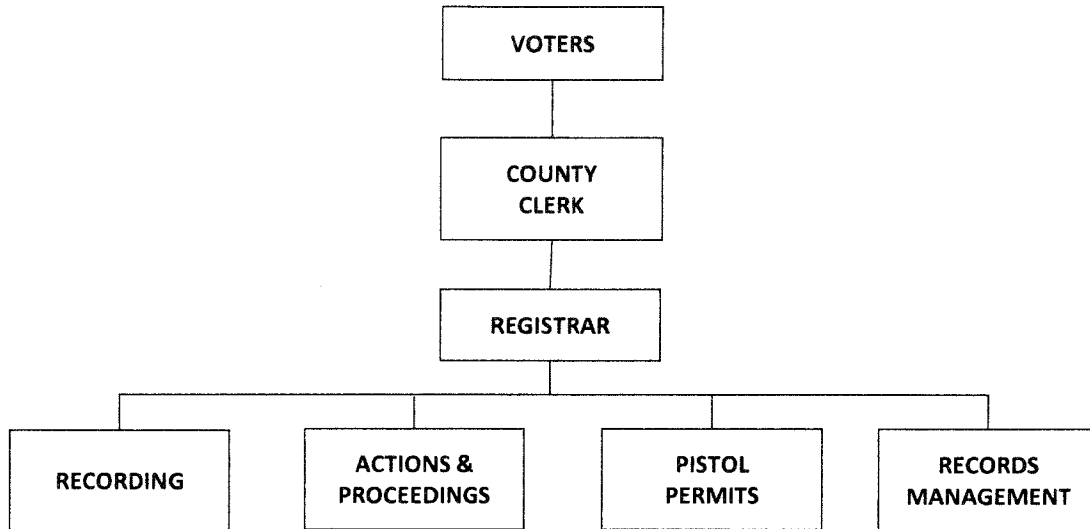 VOTERS
COUNTY
CLERK
REGISTRAR
RECORDING
ACTIONS &
PROCEEDINGS
PISTOL
PERMITS
RECORDS
MANAGEMENT